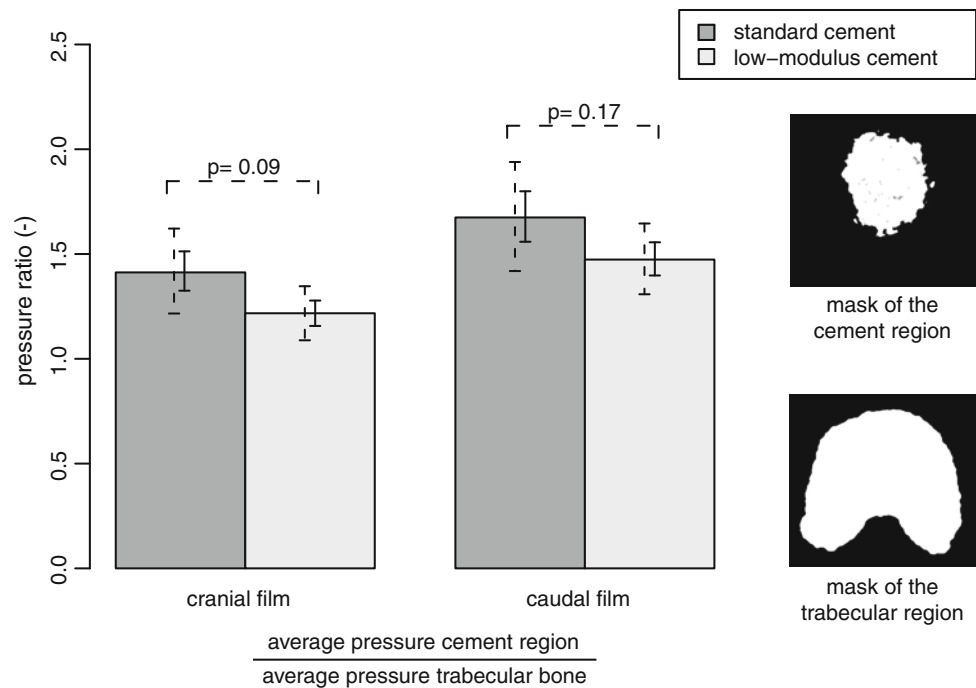 standard cement
low−modulus cement
pressure ratio (-)
2.5
2.0
1.5
1.0
0.5
0.0
p= 0.09
p= 0.17
cranial film
caudal film
average pressure cement region
average pressure trabecular bone
mask of the
cement region
mask of the
trabecular region